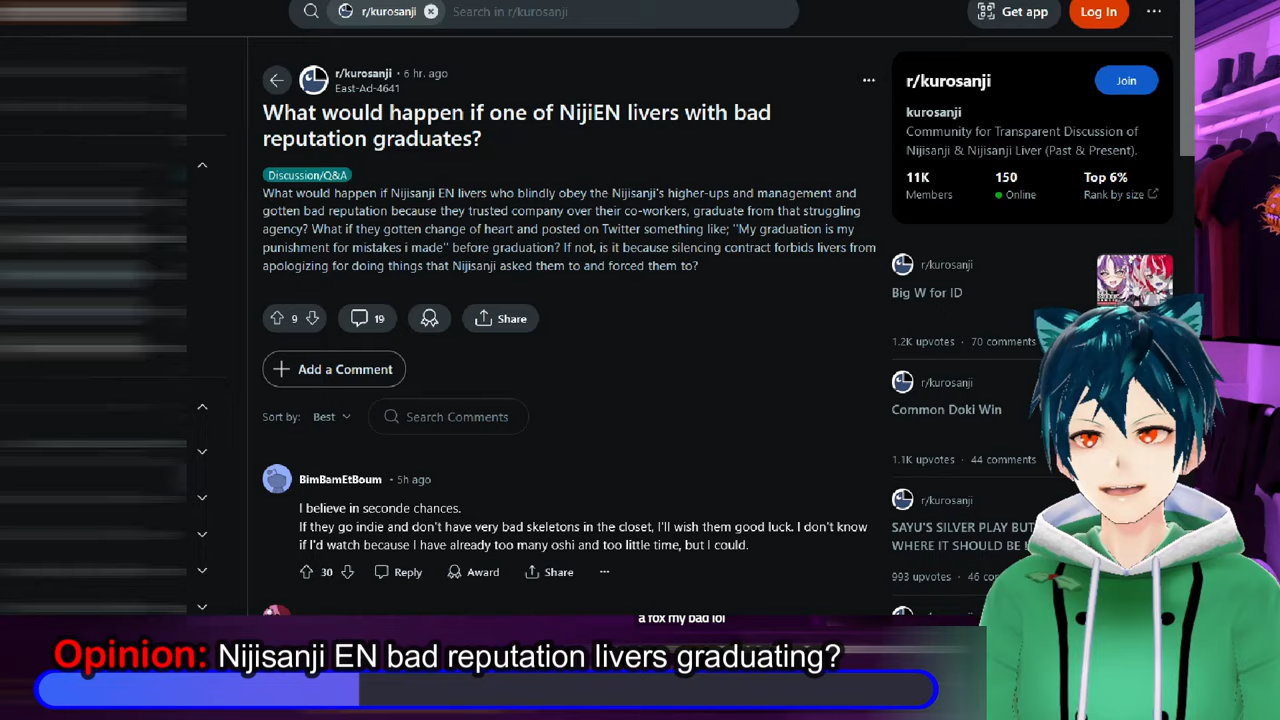 r/kurosanji
Search in r/kurosanji
Get app
Log In
r/kurosanji • 6 hr. ago
East-Ad-4641
What would happen if one of NijiEN livers with bad
reputation graduates?
Discussion/Q&A
What would happen if Nijisanji EN livers who blindly obey the Nijisanji's higher-ups and management and
gotten bad reputation because they trusted company over their co-workers, graduate from that struggling
agency? What if they gotten change of heart and posted on Twitter something like; "My graduation is my
punishment for mistakes i made" before graduation? If not, is it because silencing contract forbids livers from
apologizing for doing things that Nijisanji asked them to and forced them to?
9
19
Share
Add a Comment
Sort by: Best
Search Comments
BimBamEtBoum • 5h ago
I believe in seconde chances.
If they go indie and don't have very bad skeletons in the closet, I'll wish them good luck. I don't know
if I'd watch because I have already too many oshi and too little time, but I could.
30
Reply
Award
Share
r/kurosanji
Join
kurosanji
Community for Transparent Discussion of
Nijisanji & Nijisanji Liver (Past & Present).
11K
150
Top 6%
Members
Online
Rank by size
r/kurosanji
Big W for ID
1.2K upvotes • 70 comments
r/kurosanji
Common Doki Win
1.1K upvotes • 44 comments
r/kurosanji
SAYU'S SILVER PLAY BUT
WHERE IT SHOULD BE
993 upvotes • 46
a fox my bad lol
Opinion: Nijisanji EN bad reputation livers graduating?